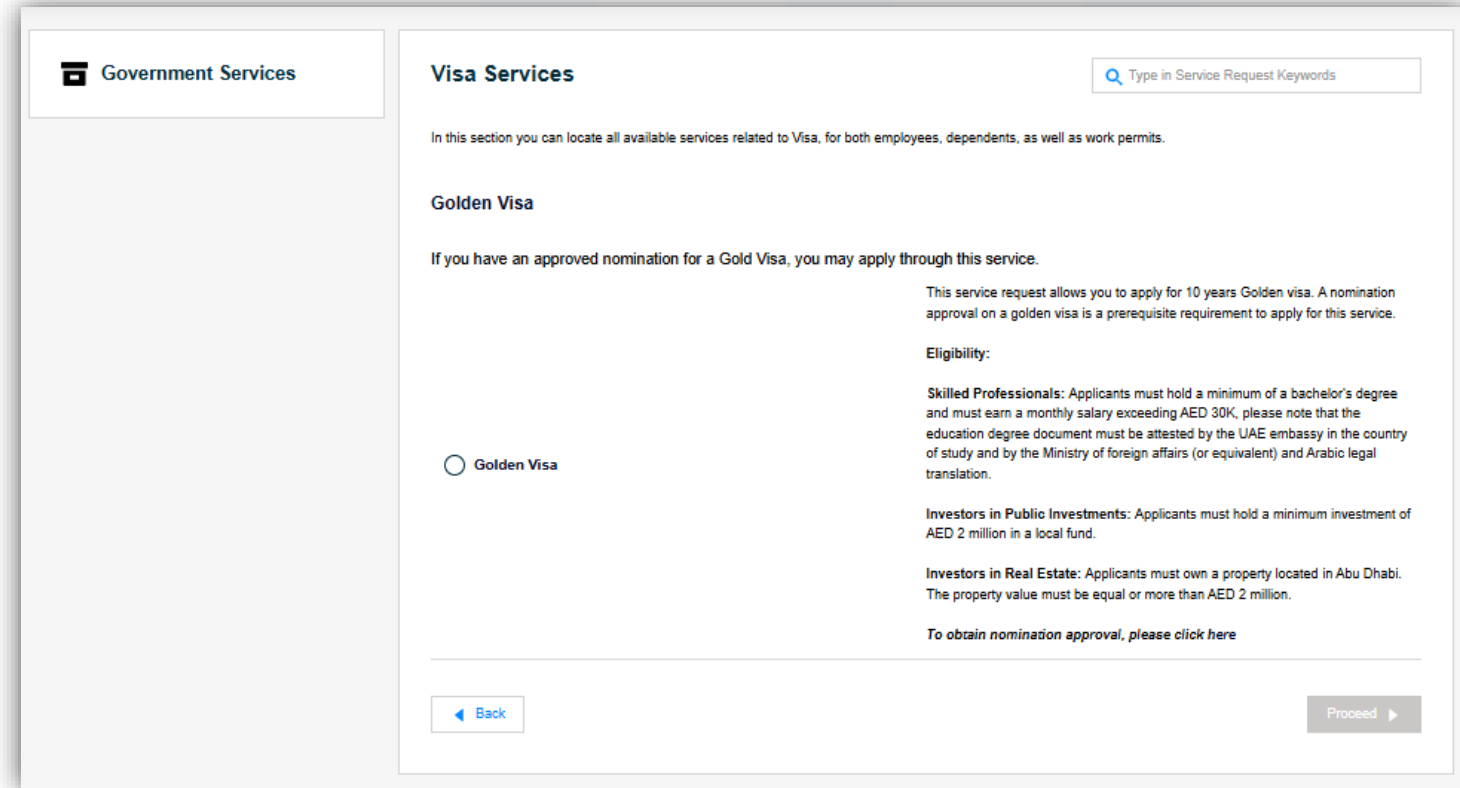 Government Services
Visa Services
Type in Service Request Keywords
In this section you can locate all available services related to Visa, for both employees, dependents, as well as work permits.
Golden Visa
If you have an approved nomination for a Gold Visa, you may apply through this service.
Golden Visa
This service request allows you to apply for 10 years Golden visa. A nomination
approval on a golden visa is a prerequisite requirement to apply for this service.
Eligibility:
Skilled Professionals: Applicants must hold a minimum of a bachelor's degree
and must earn a monthly salary exceeding AED 30K, please note that the
education degree document must be attested by the UAE embassy in the country
of study and by the Ministry of foreign affairs (or equivalent) and Arabic legal
translation.
Investors in Public Investments: Applicants must hold a minimum investment of
AED 2 million in a local fund.
Investors in Real Estate: Applicants must own a property located in Abu Dhabi.
The property value must be equal or more than AED 2 million.
To obtain nomination approval, please click here
Back
Proceed